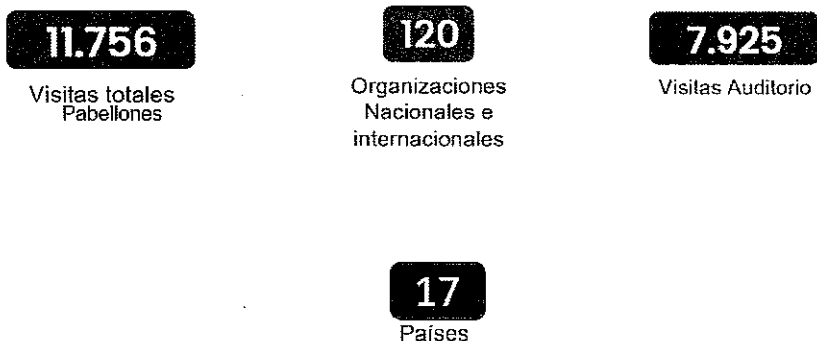 11.756
Visitas totales
Pabellones
120
Organizaciones
Nacionales e
internacionales
7.925
Visitas Auditorio
17
Países